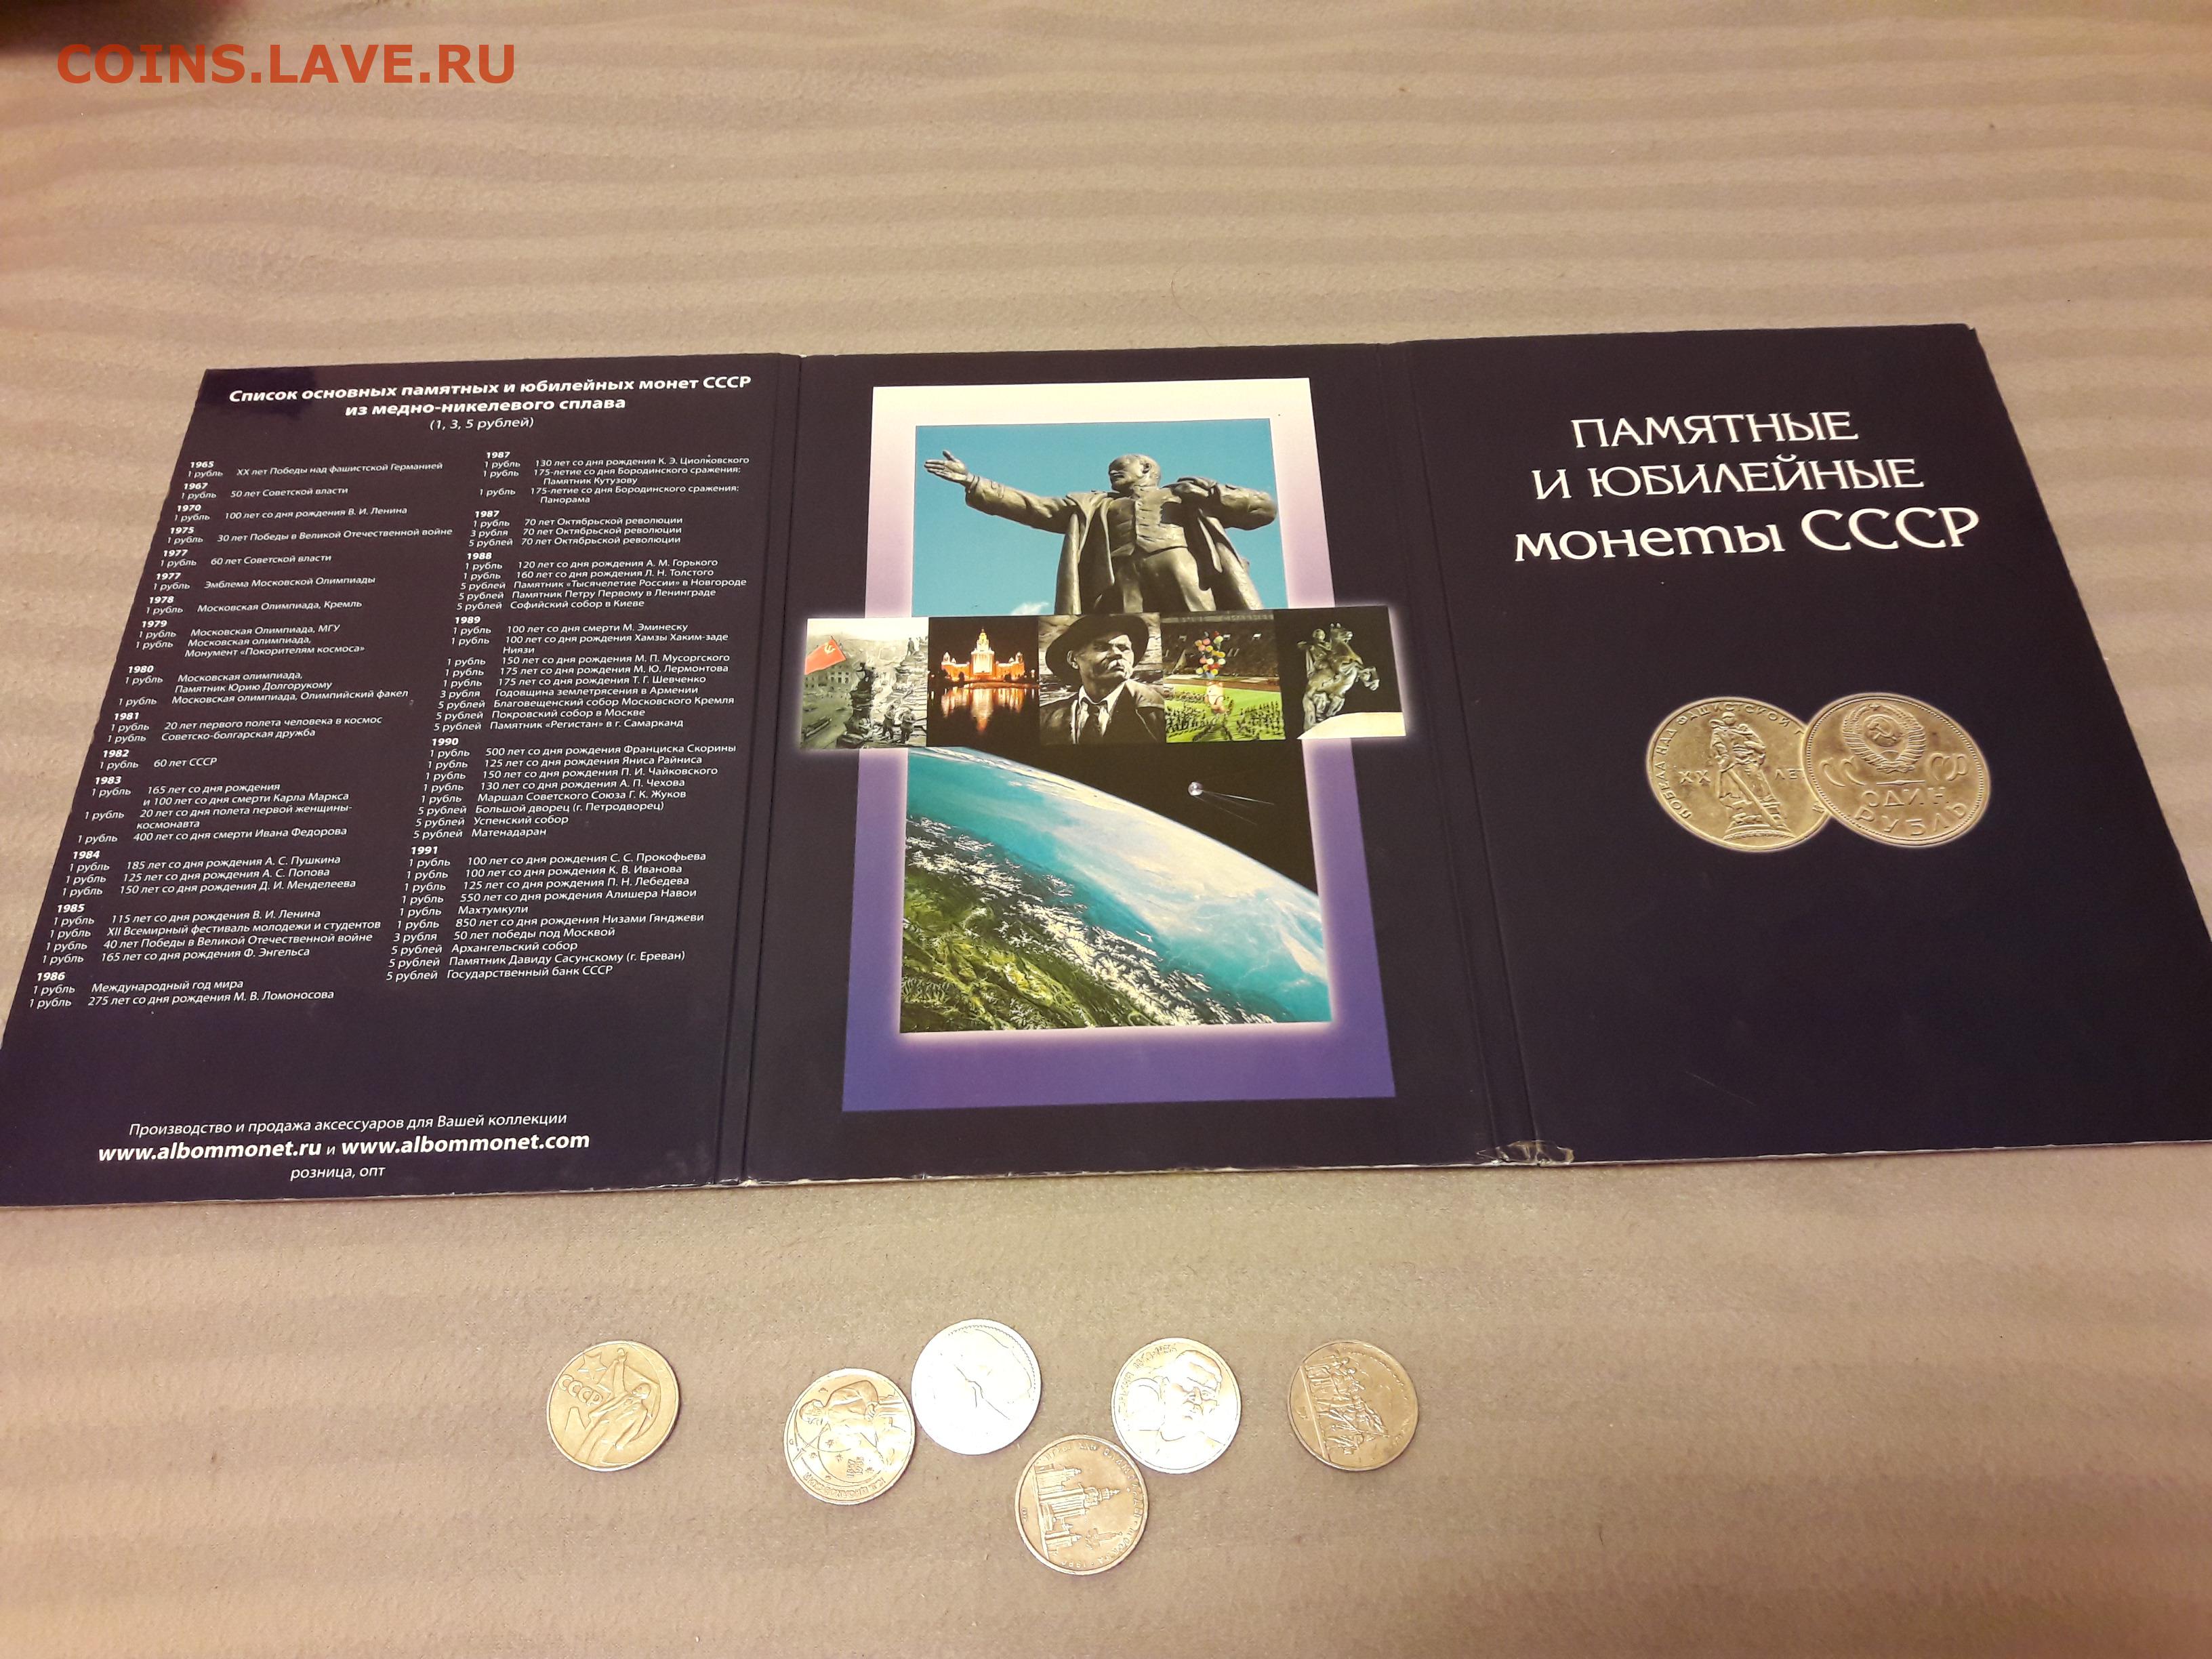 COINS.LAVE.RU
Список основных памятных и юбилейных монет СССР
из медно-никелевого сплава
(1, 3, 5 рублей)
1965
1 рубль XX лет Победы над фашистской Германией
1967
1 рубль 50 лет Советской власти
1970
1 рубль 100 лет со дня рождения В. И. Ленина
1975
1 рубль 30 лет Победы в Великой Отечественной войне
1977
1 рубль 60 лет Советской власти
1977
1 рубль Эмблема Московской Олимпиады
1978
1 рубль Московская Олимпиада, Кремль
1979
1 рубль Московская Олимпиада, МГУ
1 рубль Московская олимпиада,
Монумент «Покорителям космоса»
1980
1 рубль Московская олимпиада,
Памятник Юрию Долгорукому
1 рубль Московская олимпиада, Олимпийский факел
1981
1 рубль 20 лет первого полета человека в космос
1 рубль Советско-болгарская дружба
1982
1 рубль 60 лет СССР
1983
1 рубль 165 лет со дня рождения
и 100 лет со дня смерти Карла Маркса
1 рубль 20 лет со дня полета первой женщины-
космонавта
1 рубль 400 лет со дня смерти Ивана Федорова
1984
1 рубль 185 лет со дня рождения А. С. Пушкина
1 рубль 125 лет со дня рождения А. С. Попова
1 рубль 150 лет со дня рождения Д. И. Менделеева
1985
1 рубль 115 лет со дня рождения В. И. Ленина
1 рубль XII Всемирный фестиваль молодежи и студентов
1 рубль 40 лет Победы в Великой Отечественной войне
1 рубль 165 лет со дня рождения Ф. Энгельса
1986
1 рубль Международный год мира
1 рубль 275 лет со дня рождения М. В. Ломоносова
1987
1 рубль 130 лет со дня рождения К. Э. Циолковского
1 рубль 175-летие со дня Бородинского сражения:
Памятник Кутузову
1 рубль 175-летие со дня Бородинского сражения:
Панорама
1987
1 рубль 70 лет Октябрьской революции
3 рубля 70 лет Октябрьской революции
5 рублей 70 лет Октябрьской революции
1988
1 рубль 120 лет со дня рождения А. М. Горького
1 рубль 160 лет со дня рождения Л. Н. Толстого
5 рублей Памятник «Тысячелетие России» в Новгороде
5 рублей Памятник Петру Первому в Ленинграде
5 рублей Софийский собор в Киеве
1989
1 рубль 100 лет со дня смерти М. Эминеску
1 рубль 100 лет со дня рождения Хамзы Хаким-заде
Ниязи
1 рубль 150 лет со дня рождения М. П. Мусоргского
1 рубль 175 лет со дня рождения М. Ю. Лермонтова
1 рубль 175 лет со дня рождения Т. Г. Шевченко
3 рубля Годовщина землетрясения в Армении
5 рублей Благовещенский собор Московского Кремля
5 рублей Покровский собор в Москве
5 рублей Памятник «Регистан» в г. Самарканд
1990
1 рубль 500 лет со дня рождения Франциска Скорины
1 рубль 125 лет со дня рождения Яниса Райниса
1 рубль 150 лет со дня рождения П. И. Чайковского
1 рубль 130 лет со дня рождения А. П. Чехова
1 рубль Маршал Советского Союза Г. К. Жуков
5 рублей Большой дворец (г. Петродворец)
5 рублей Успенский собор
5 рублей Матенадаран
1991
1 рубль 100 лет со дня рождения С. С. Прокофьева
1 рубль 100 лет со дня рождения К. В. Иванова
1 рубль 125 лет со дня рождения П. Н. Лебедева
1 рубль 550 лет со дня рождения Алишера Навои
1 рубль Махтумкули
1 рубль 850 лет со дня рождения Низами Гянджеви
3 рубля 50 лет победы под Москвой
5 рублей Архангельский собор
5 рублей Памятник Давиду Сасунскому (г. Ереван)
5 рублей Государственный банк СССР
Производство и продажа аксессуаров для Вашей коллекции
www.albommonet.ru и www.albommonet.com
розница, опт
ПАМЯТНЫЕ
И ЮБИЛЕЙНЫЕ
монеты СССР
ПОБЕДА НАД ФАШИСТСКОЙ Г
XX ЛЕ
ОДИН
РУБЛЬ
СССР